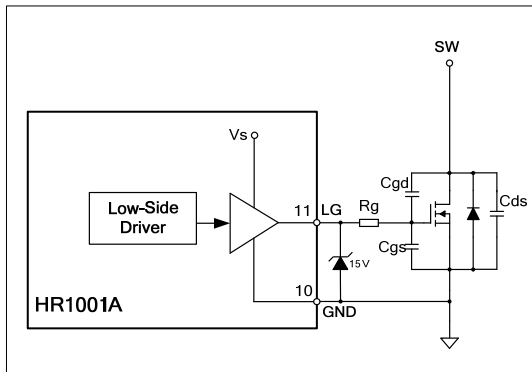 SW
Vs
Cgd
Low-Side
Driver
11
LG
Rg
Cds
15V
Cgs
10
GND
HR1001A